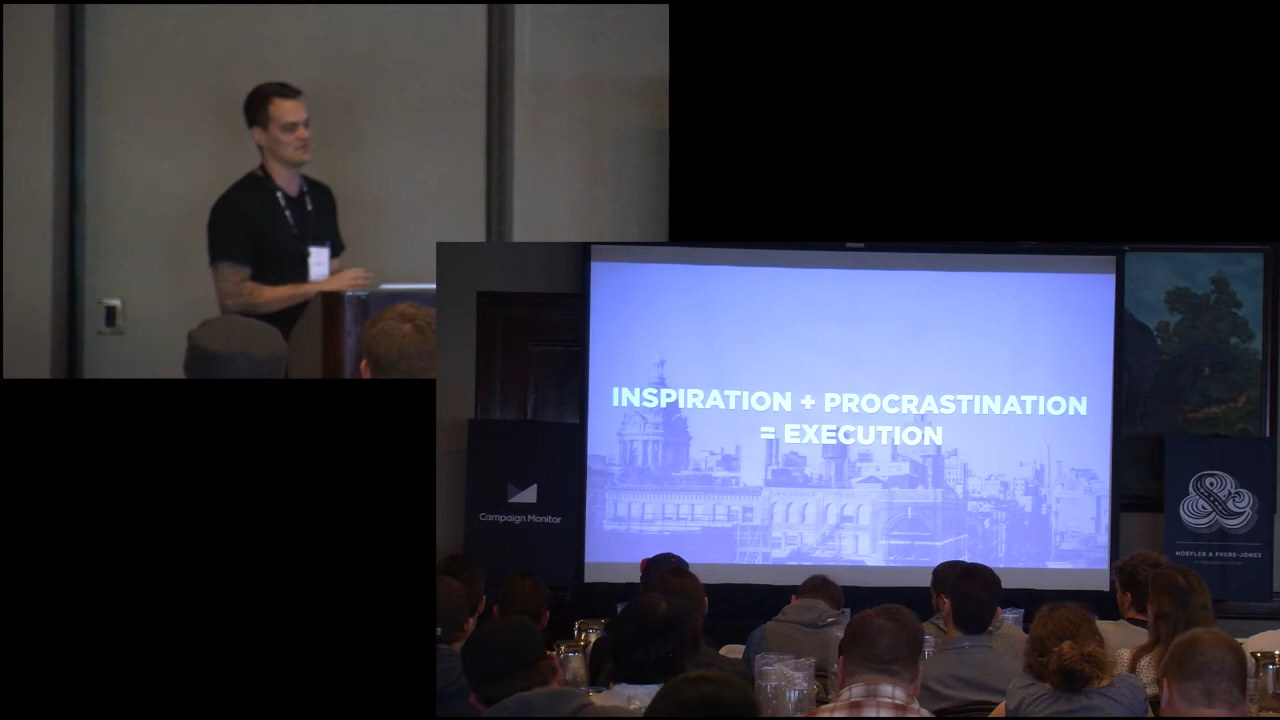 INSPIRATION + PROCRASTINATION
= EXECUTION
Campaign Monitor
&
HOEFLER & FRERE-JONES